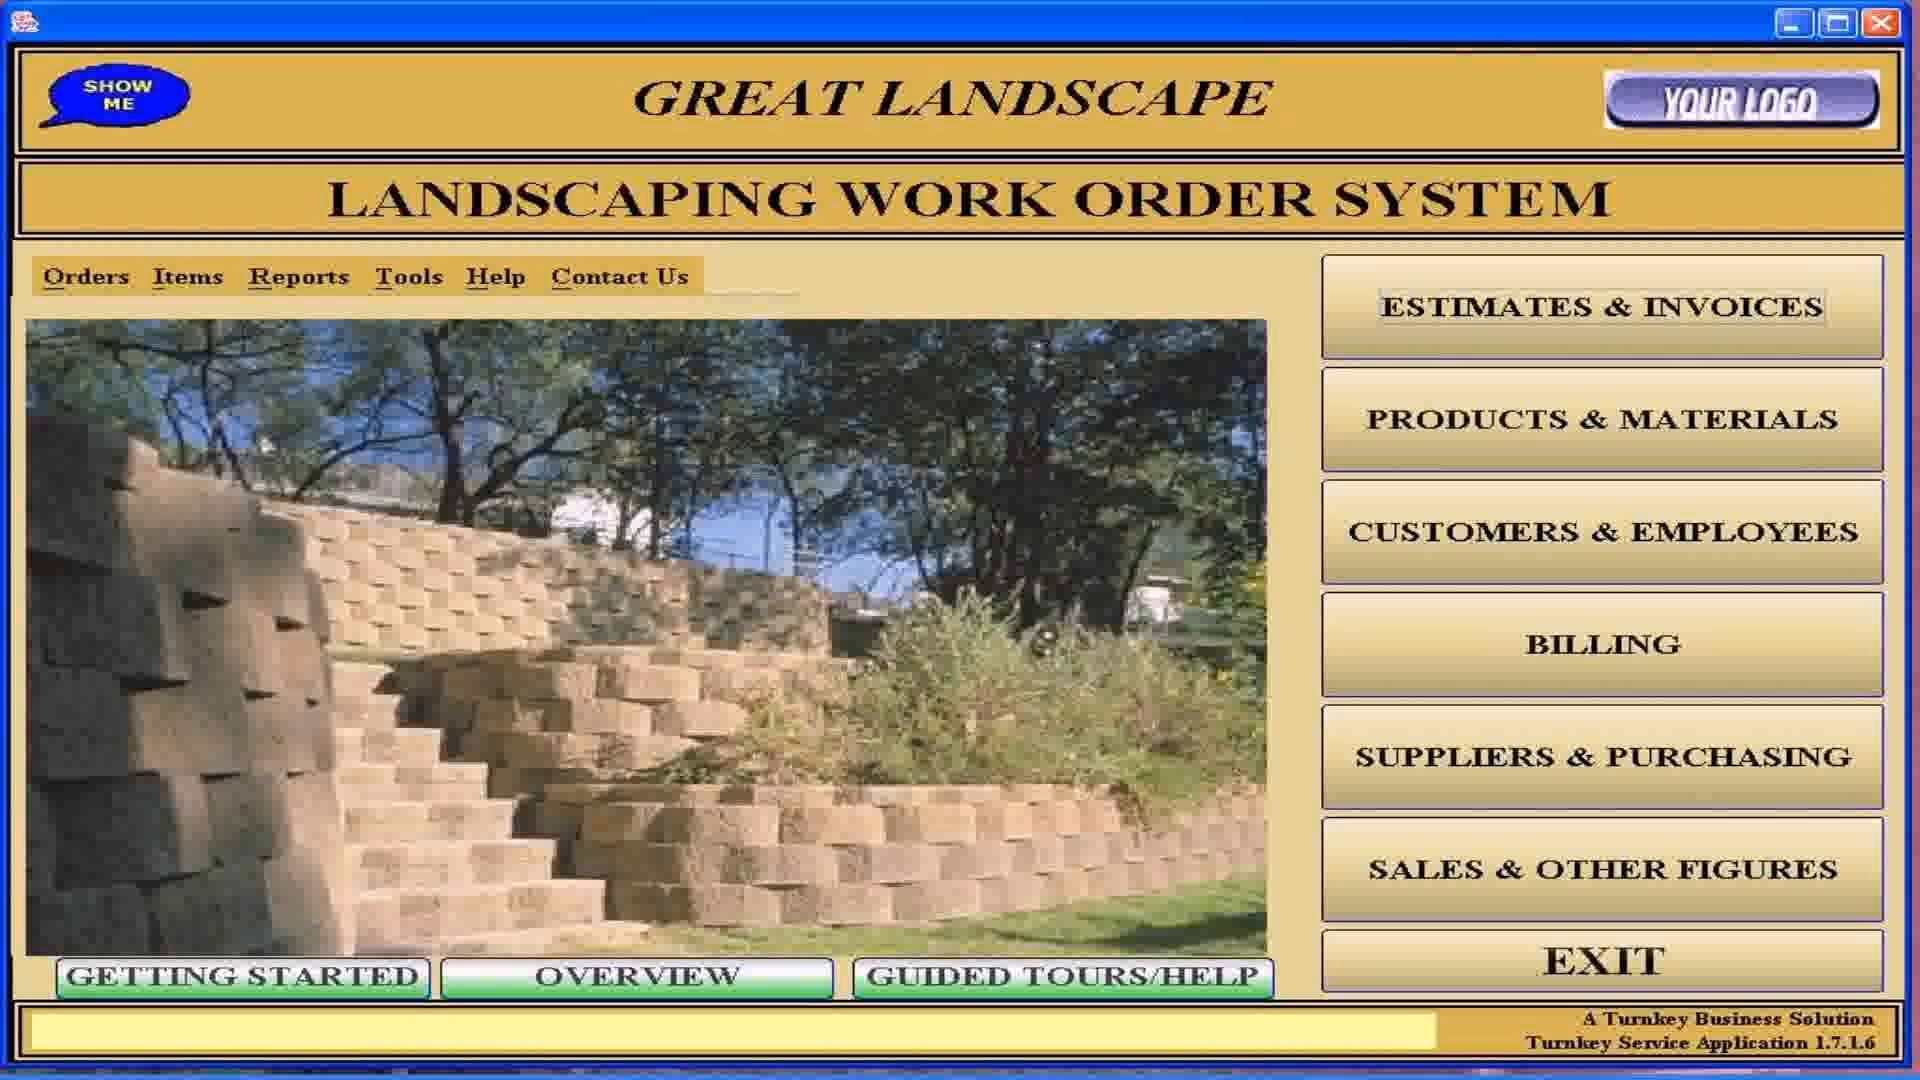 SHOW
ME
GREAT LANDSCAPE
YOUR LOGO
LANDSCAPING WORK ORDER SYSTEM
Orders Items Reports Tools Help Contact Us
ESTIMATES & INVOICES
PRODUCTS & MATERIALS
CUSTOMERS & EMPLOYEES
BILLING
SUPPLIERS & PURCHASING
SALES & OTHER FIGURES
EXIT
GETTING STARTED OVERVIEW GUIDED TOURS/HELP
A Turnkey Business Solution
Turnkey Service Application 1.7.1.6